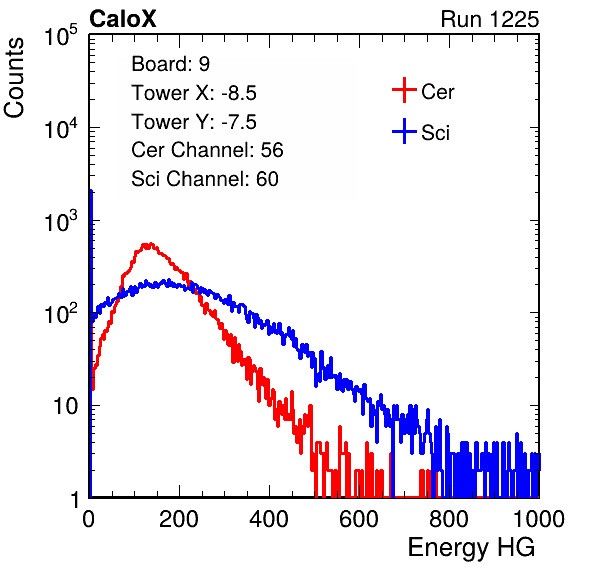 CaloX Run 1225
Counts
10^5
10^4
10^3
10^2
10
1
Board: 9
Tower X: -8.5
Tower Y: -7.5
Cer Channel: 56
Sci Channel: 60
Cer
Sci
0 200 400 600 800 1000
Energy HG